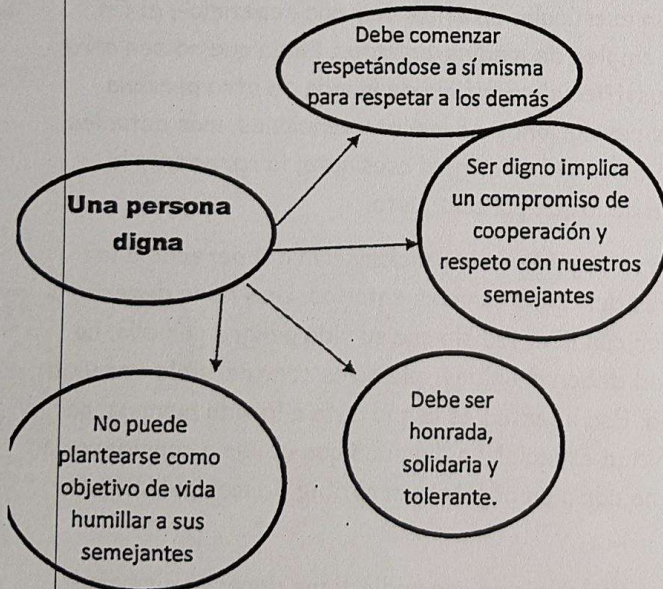 Debe comenzar
respetándose a sí misma
para respetar a los demás
Una persona
digna
Ser digno implica
un compromiso de
cooperación y
respeto con nuestros
semejantes
No puede
plantearse como
objetivo de vida
humillar a sus
semejantes
Debe ser
honrada,
solidaria y
tolerante.